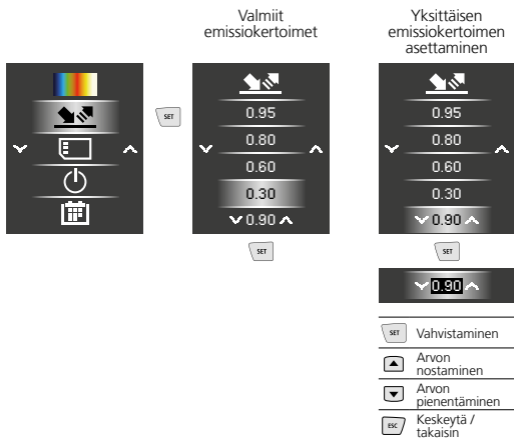 Valmiit
emissiokertoimet
Yksittäisen
emissiokertoimen
asettaminen
SET
0.95
0.80
0.60
0.30
0.90
SET
0.95
0.80
0.60
0.30
0.90
SET
0.90
SET Vahvistaminen
Arvon
nostaminen
Arvon
pienentäminen
ESC Keskeytä /
takaisin